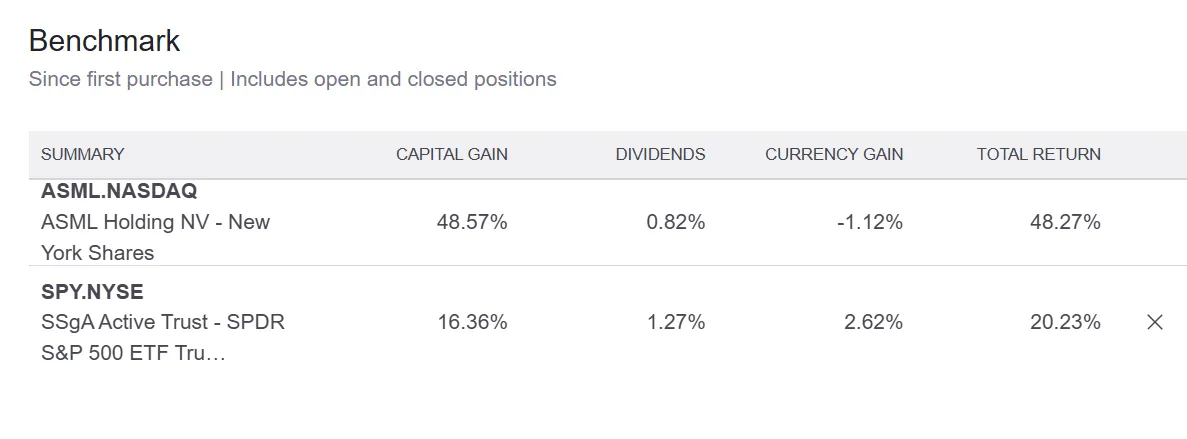 Benchmark
Since first purchase | Includes open and closed positions
SUMMARY CAPITAL GAIN DIVIDENDS CURRENCY GAIN TOTAL RETURN
ASML.NASDAQ
ASML Holding NV - New 48.57% 0.82% -1.12% 48.27%
York Shares
SPY.NYSE
SSgA Active Trust - SPDR 16.36% 1.27% 2.62% 20.23%
S&P 500 ETF Tru…